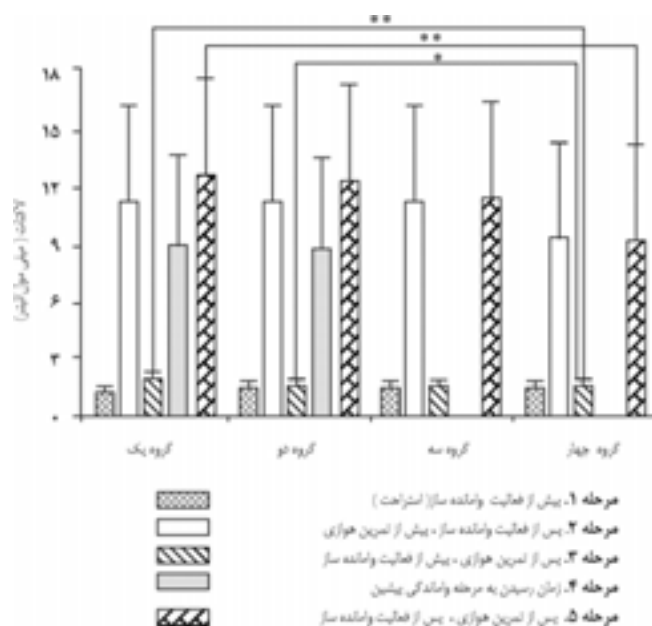 **
**
*
۱۸
۱۵
۱۲
۹
۶
۳
۰
لاکتات ( میلی مول/لیتر)
گروه یک
گروه دو
گروه سه
گروه چهار
مرحله ۱. پیش از فعالیت وامانده ساز( استراحت )
مرحله ۲. پس از فعالیت وامانده ساز ، پیش از تمرین هوازی
مرحله ۳. پس از تمرین هوازی ، پیش از فعالیت وامانده ساز
مرحله ۴. زمان رسیدن به مرحله واماندگی پیشین
مرحله ۵. پس از تمرین هوازی ، پس از فعالیت وامانده ساز